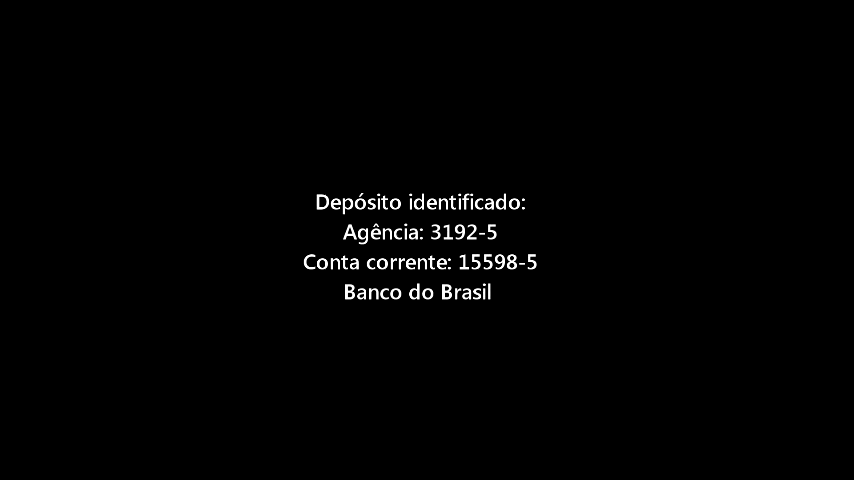 Depósito identificado:
Agência: 3192-5
Conta corrente: 15598-5
Banco do Brasil